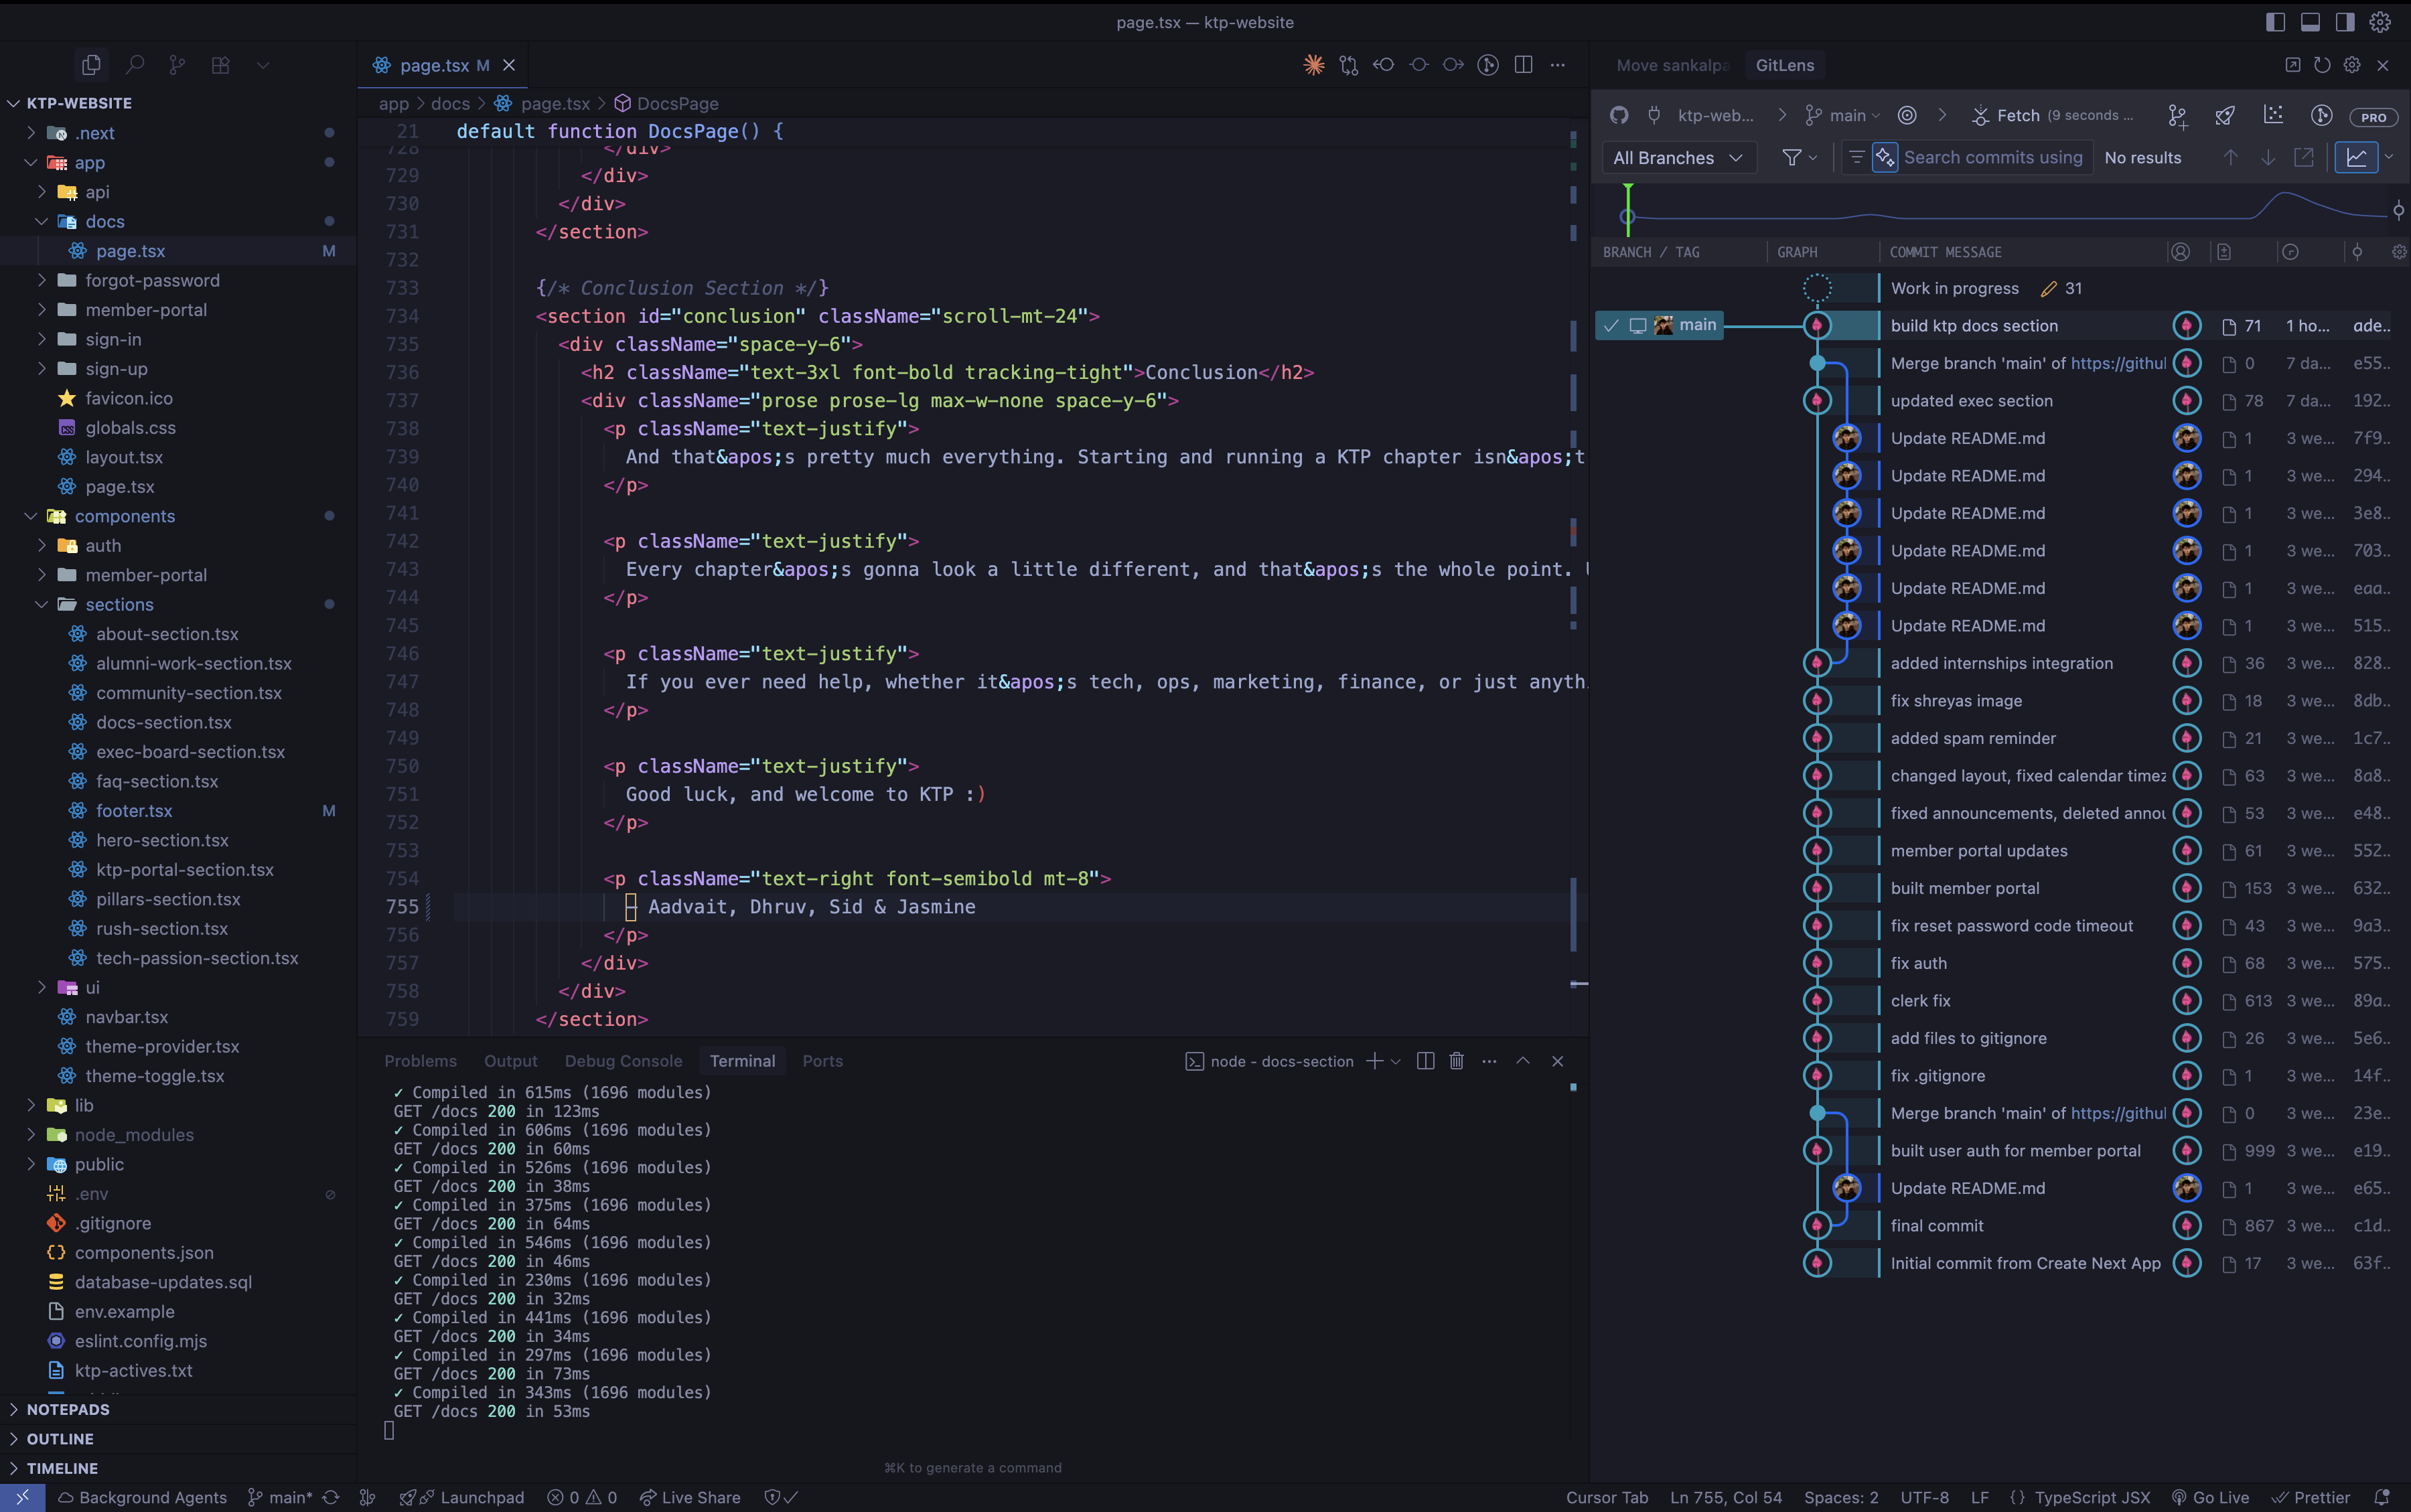 page.tsx — ktp-website
KTP-WEBSITE
.next
app
api
docs
page.tsx M
forgot-password
member-portal
sign-in
sign-up
favicon.ico
globals.css
layout.tsx
page.tsx
components
auth
member-portal
sections
about-section.tsx
alumni-work-section.tsx
community-section.tsx
docs-section.tsx
exec-board-section.tsx
faq-section.tsx
footer.tsx M
hero-section.tsx
ktp-portal-section.tsx
pillars-section.tsx
rush-section.tsx
tech-passion-section.tsx
ui
navbar.tsx
theme-provider.tsx
theme-toggle.tsx
lib
node_modules
public
.env
.gitignore
components.json
database-updates.sql
env.example
eslint.config.mjs
ktp-actives.txt
NOTEPADS
OUTLINE
TIMELINE
page.tsx M
app > docs > page.tsx > DocsPage
21 default function DocsPage() {
728 </div>
729 </div>
730 </div>
731 </section>
732
733 {/* Conclusion Section */}
734 <section id="conclusion" className="scroll-mt-24">
735 <div className="space-y-6">
736 <h2 className="text-3xl font-bold tracking-tight">Conclusion</h2>
737 <div className="prose prose-lg max-w-none space-y-6">
738 <p className="text-justify">
739 And that&apos;s pretty much everything. Starting and running a KTP chapter isn&apos;t
740 </p>
741
742 <p className="text-justify">
743 Every chapter&apos;s gonna look a little different, and that&apos;s the whole point.
744 </p>
745
746 <p className="text-justify">
747 If you ever need help, whether it&apos;s tech, ops, marketing, finance, or just anyth
748 </p>
749
750 <p className="text-justify">
751 Good luck, and welcome to KTP :)
752 </p>
753
754 <p className="text-right font-semibold mt-8">
755 - Aadvait, Dhruv, Sid & Jasmine
756 </p>
757 </div>
758 </div>
759 </section>
Problems Output Debug Console Terminal Ports
node - docs-section
✓ Compiled in 615ms (1696 modules)
GET /docs 200 in 123ms
✓ Compiled in 606ms (1696 modules)
GET /docs 200 in 60ms
✓ Compiled in 526ms (1696 modules)
GET /docs 200 in 38ms
✓ Compiled in 375ms (1696 modules)
GET /docs 200 in 64ms
✓ Compiled in 546ms (1696 modules)
GET /docs 200 in 46ms
✓ Compiled in 230ms (1696 modules)
GET /docs 200 in 32ms
✓ Compiled in 441ms (1696 modules)
GET /docs 200 in 34ms
✓ Compiled in 297ms (1696 modules)
GET /docs 200 in 73ms
✓ Compiled in 343ms (1696 modules)
GET /docs 200 in 53ms
⌘K to generate a command
Move sankalpa GitLens
ktp-web... > main > Fetch (9 seconds ... PRO
All Branches Search commits using No results
BRANCH / TAG GRAPH COMMIT MESSAGE
Work in progress 31
main build ktp docs section 71 1 ho... ade..
Merge branch 'main' of https://githul 0 7 da... e55..
updated exec section 78 7 da... 192..
Update README.md 1 3 we... 7f9..
Update README.md 1 3 we... 294..
Update README.md 1 3 we... 3e8..
Update README.md 1 3 we... 703..
Update README.md 1 3 we... eaa..
Update README.md 1 3 we... 515..
added internships integration 36 3 we... 828..
fix shreyas image 18 3 we... 8db..
added spam reminder 21 3 we... 1c7..
changed layout, fixed calendar timez 63 3 we... 8a8..
fixed announcements, deleted annou 53 3 we... e48..
member portal updates 61 3 we... 552..
built member portal 153 3 we... 632..
fix reset password code timeout 43 3 we... 9a3..
fix auth 68 3 we... 575..
clerk fix 613 3 we... 89a..
add files to gitignore 26 3 we... 5e6..
fix .gitignore 1 3 we... 14f..
Merge branch 'main' of https://githul 0 3 we... 23e..
built user auth for member portal 999 3 we... e19..
Update README.md 1 3 we... e65..
final commit 867 3 we... c1d..
Initial commit from Create Next App 17 3 we... 63f..
Background Agents main* Launchpad 0 0 Live Share
Cursor Tab Ln 755, Col 54 Spaces: 2 UTF-8 LF {} TypeScript JSX Go Live Prettier